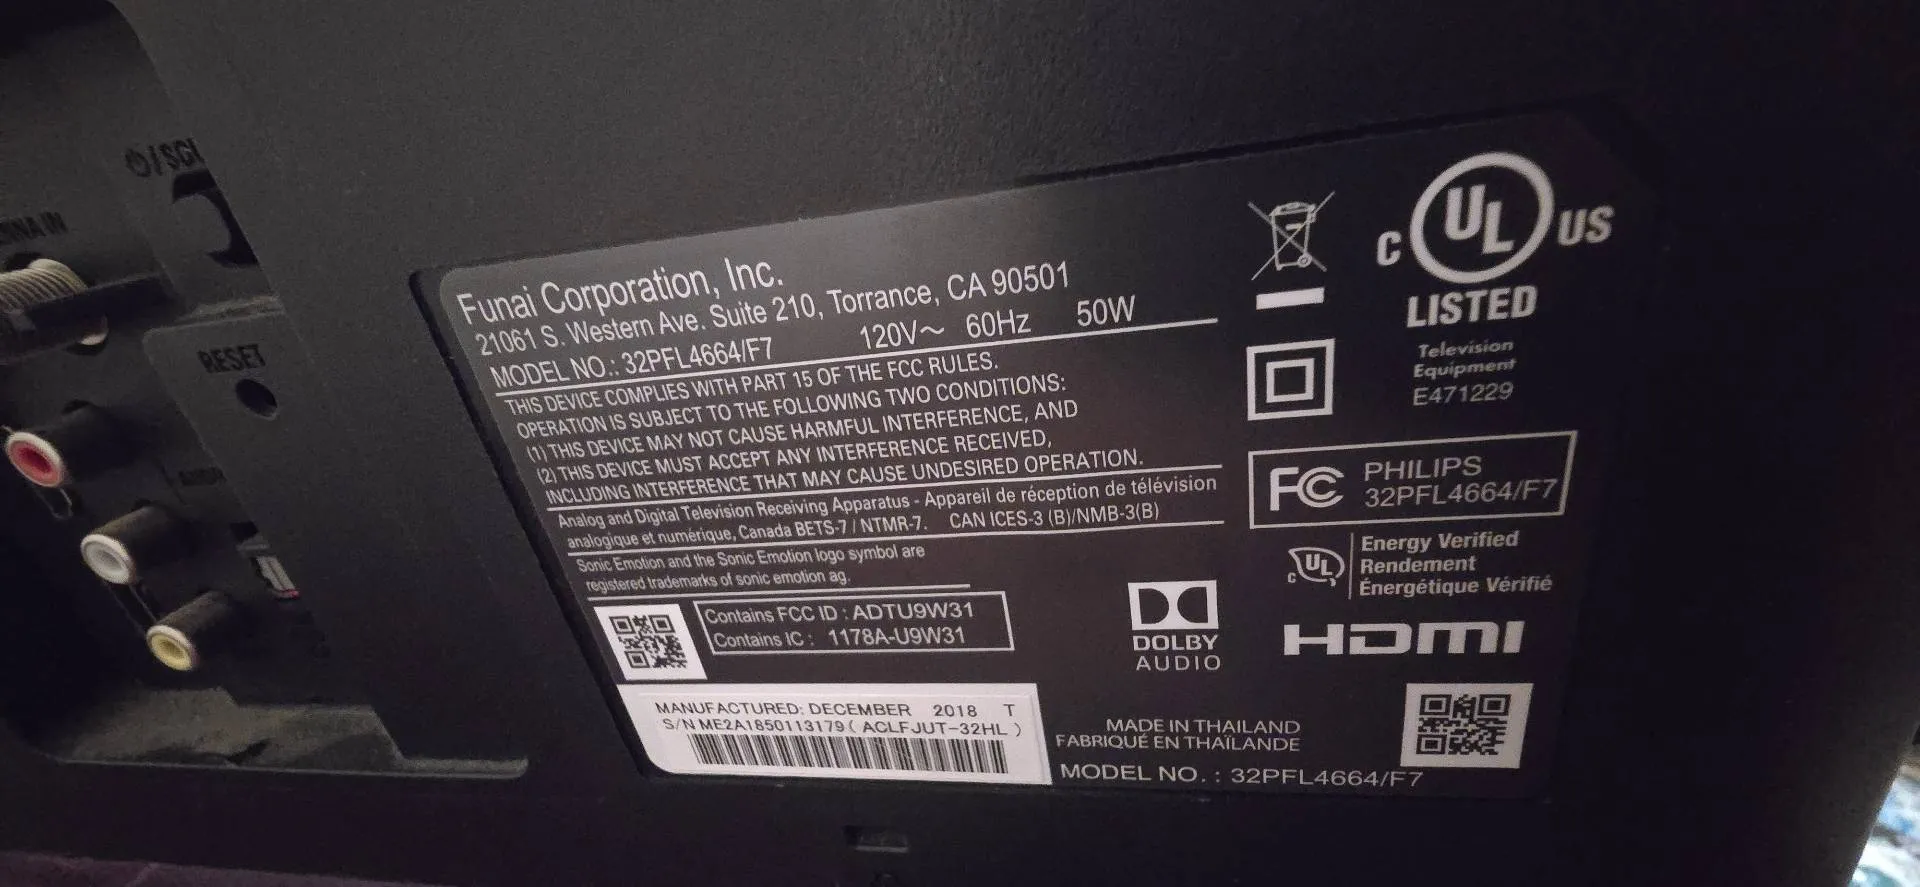 RESET
Funai Corporation, Inc.
21061 S. Western Ave. Suite 210, Torrance, CA 90501
MODEL NO.: 32PFL4664/F7 120V~ 60Hz 50W
THIS DEVICE COMPLIES WITH PART 15 OF THE FCC RULES.
OPERATION IS SUBJECT TO THE FOLLOWING TWO CONDITIONS:
(1) THIS DEVICE MAY NOT CAUSE HARMFUL INTERFERENCE, AND
(2) THIS DEVICE MUST ACCEPT ANY INTERFERENCE RECEIVED,
INCLUDING INTERFERENCE THAT MAY CAUSE UNDESIRED OPERATION.
Analog and Digital Television Receiving Apparatus - Appareil de réception de télévision
analogique et numérique, Canada BETS-7 / NTMR-7. CAN ICES-3 (B)/NMB-3(B)
Sonic Emotion and the Sonic Emotion logo symbol are
registered trademarks of sonic emotion ag.
Contains FCC ID : ADTU9W31
Contains IC : 1178A-U9W31
MANUFACTURED: DECEMBER 2018 T
S/N ME2A1850113179 ( ACLFJUT-32HL )
C UL US
LISTED
Television
Equipment
E471229
FC PHILIPS
32PFL4664/F7
C UL Energy Verified
Rendement
Énergétique Vérifié
DOLBY
AUDIO
HDMI
MADE IN THAILAND
FABRIQUÉ EN THAÏLANDE
MODEL NO. : 32PFL4664/F7